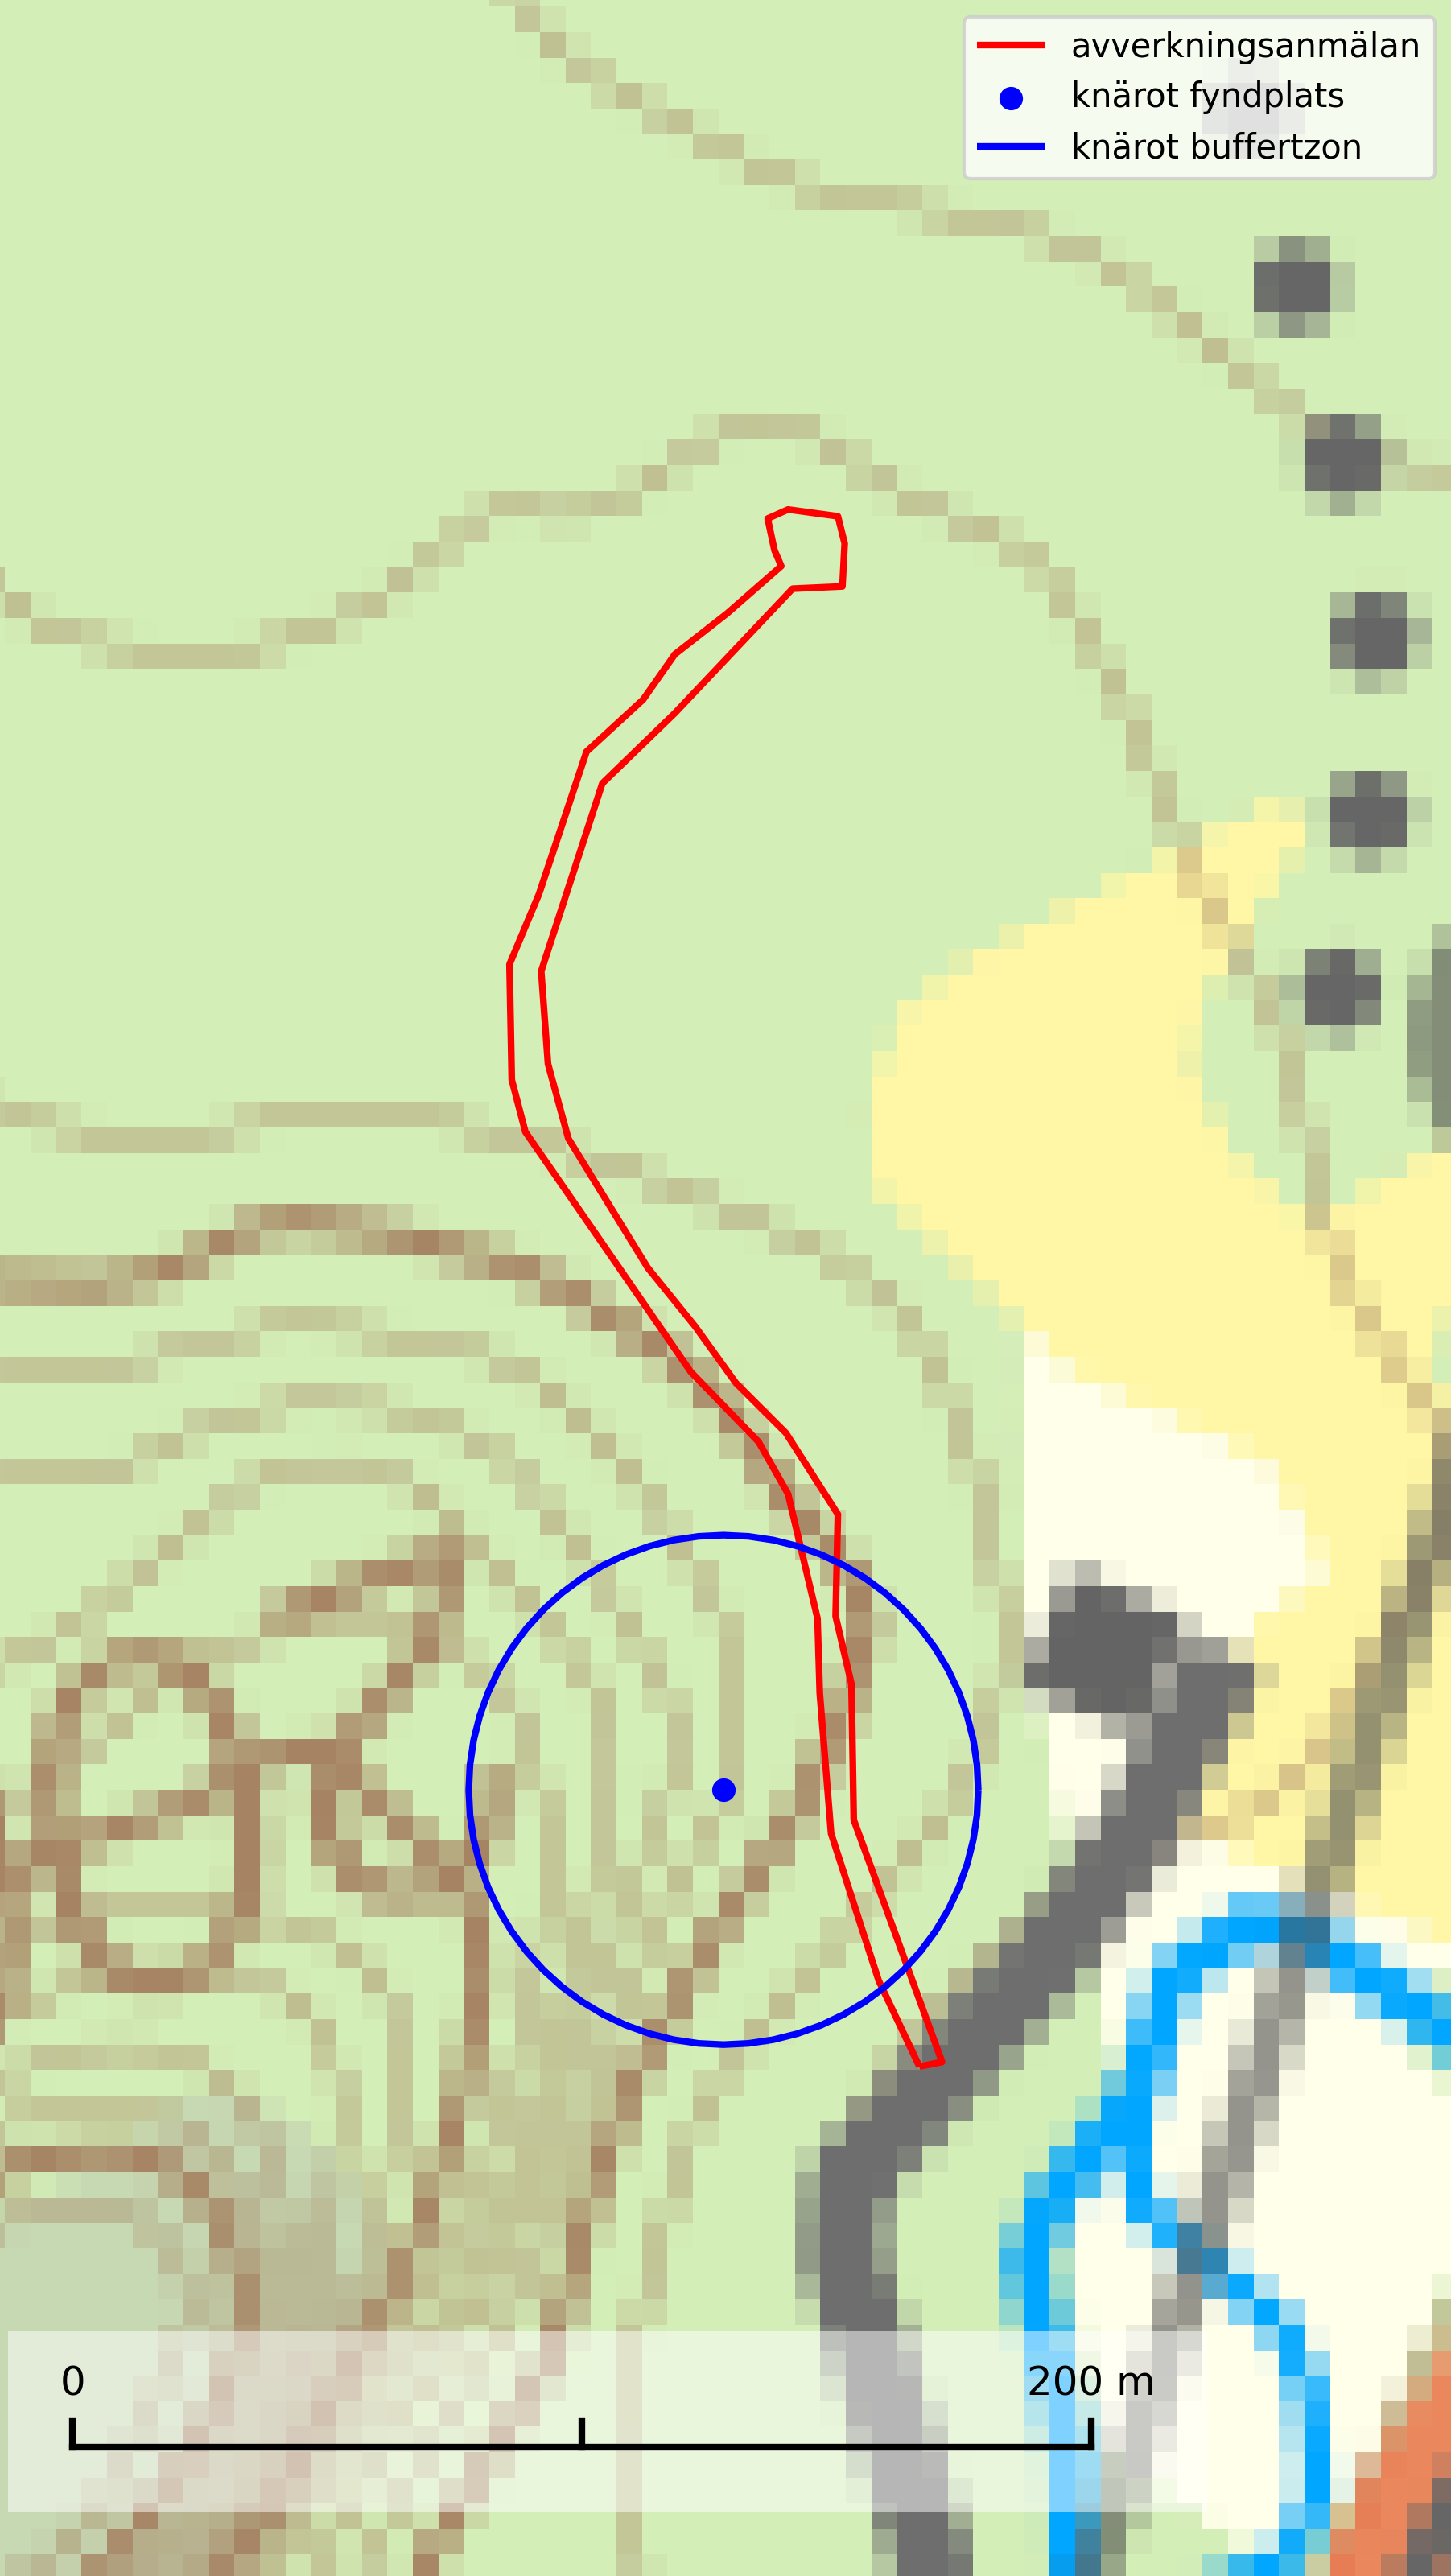 avverkningsanmälan
knärot fyndplats
knärot buffertzon
0
200 m